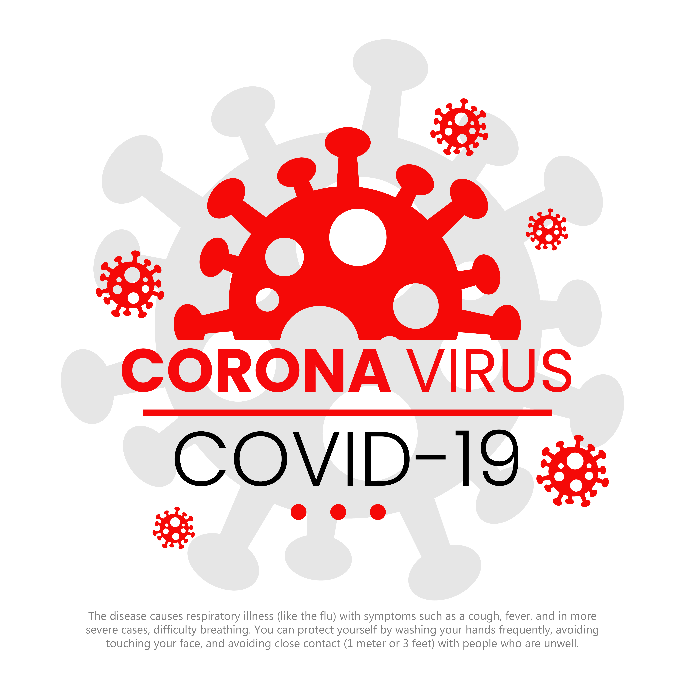 CORONA VIRUS
COVID-19
The disease causes respiratory illness (like the flu) with symptoms such as a cough, fever, and in more
severe cases, difficulty breathing. You can protect yourself by washing your hands frequently, avoiding
touching your face, and avoiding close contact (1 meter or 3 feet) with people who are unwell.